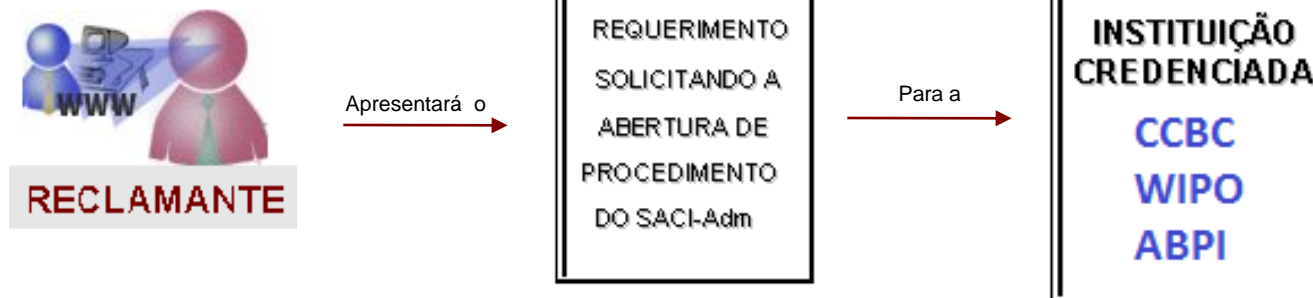 WWW
RECLAMANTE
Apresentará o
REQUERIMENTO
SOLICITANDO A
ABERTURA DE
PROCEDIMENTO
DO SACI-Adm
Para a
INSTITUIÇÃO
CREDENCIADA
CCBC
WIPO
ABPI